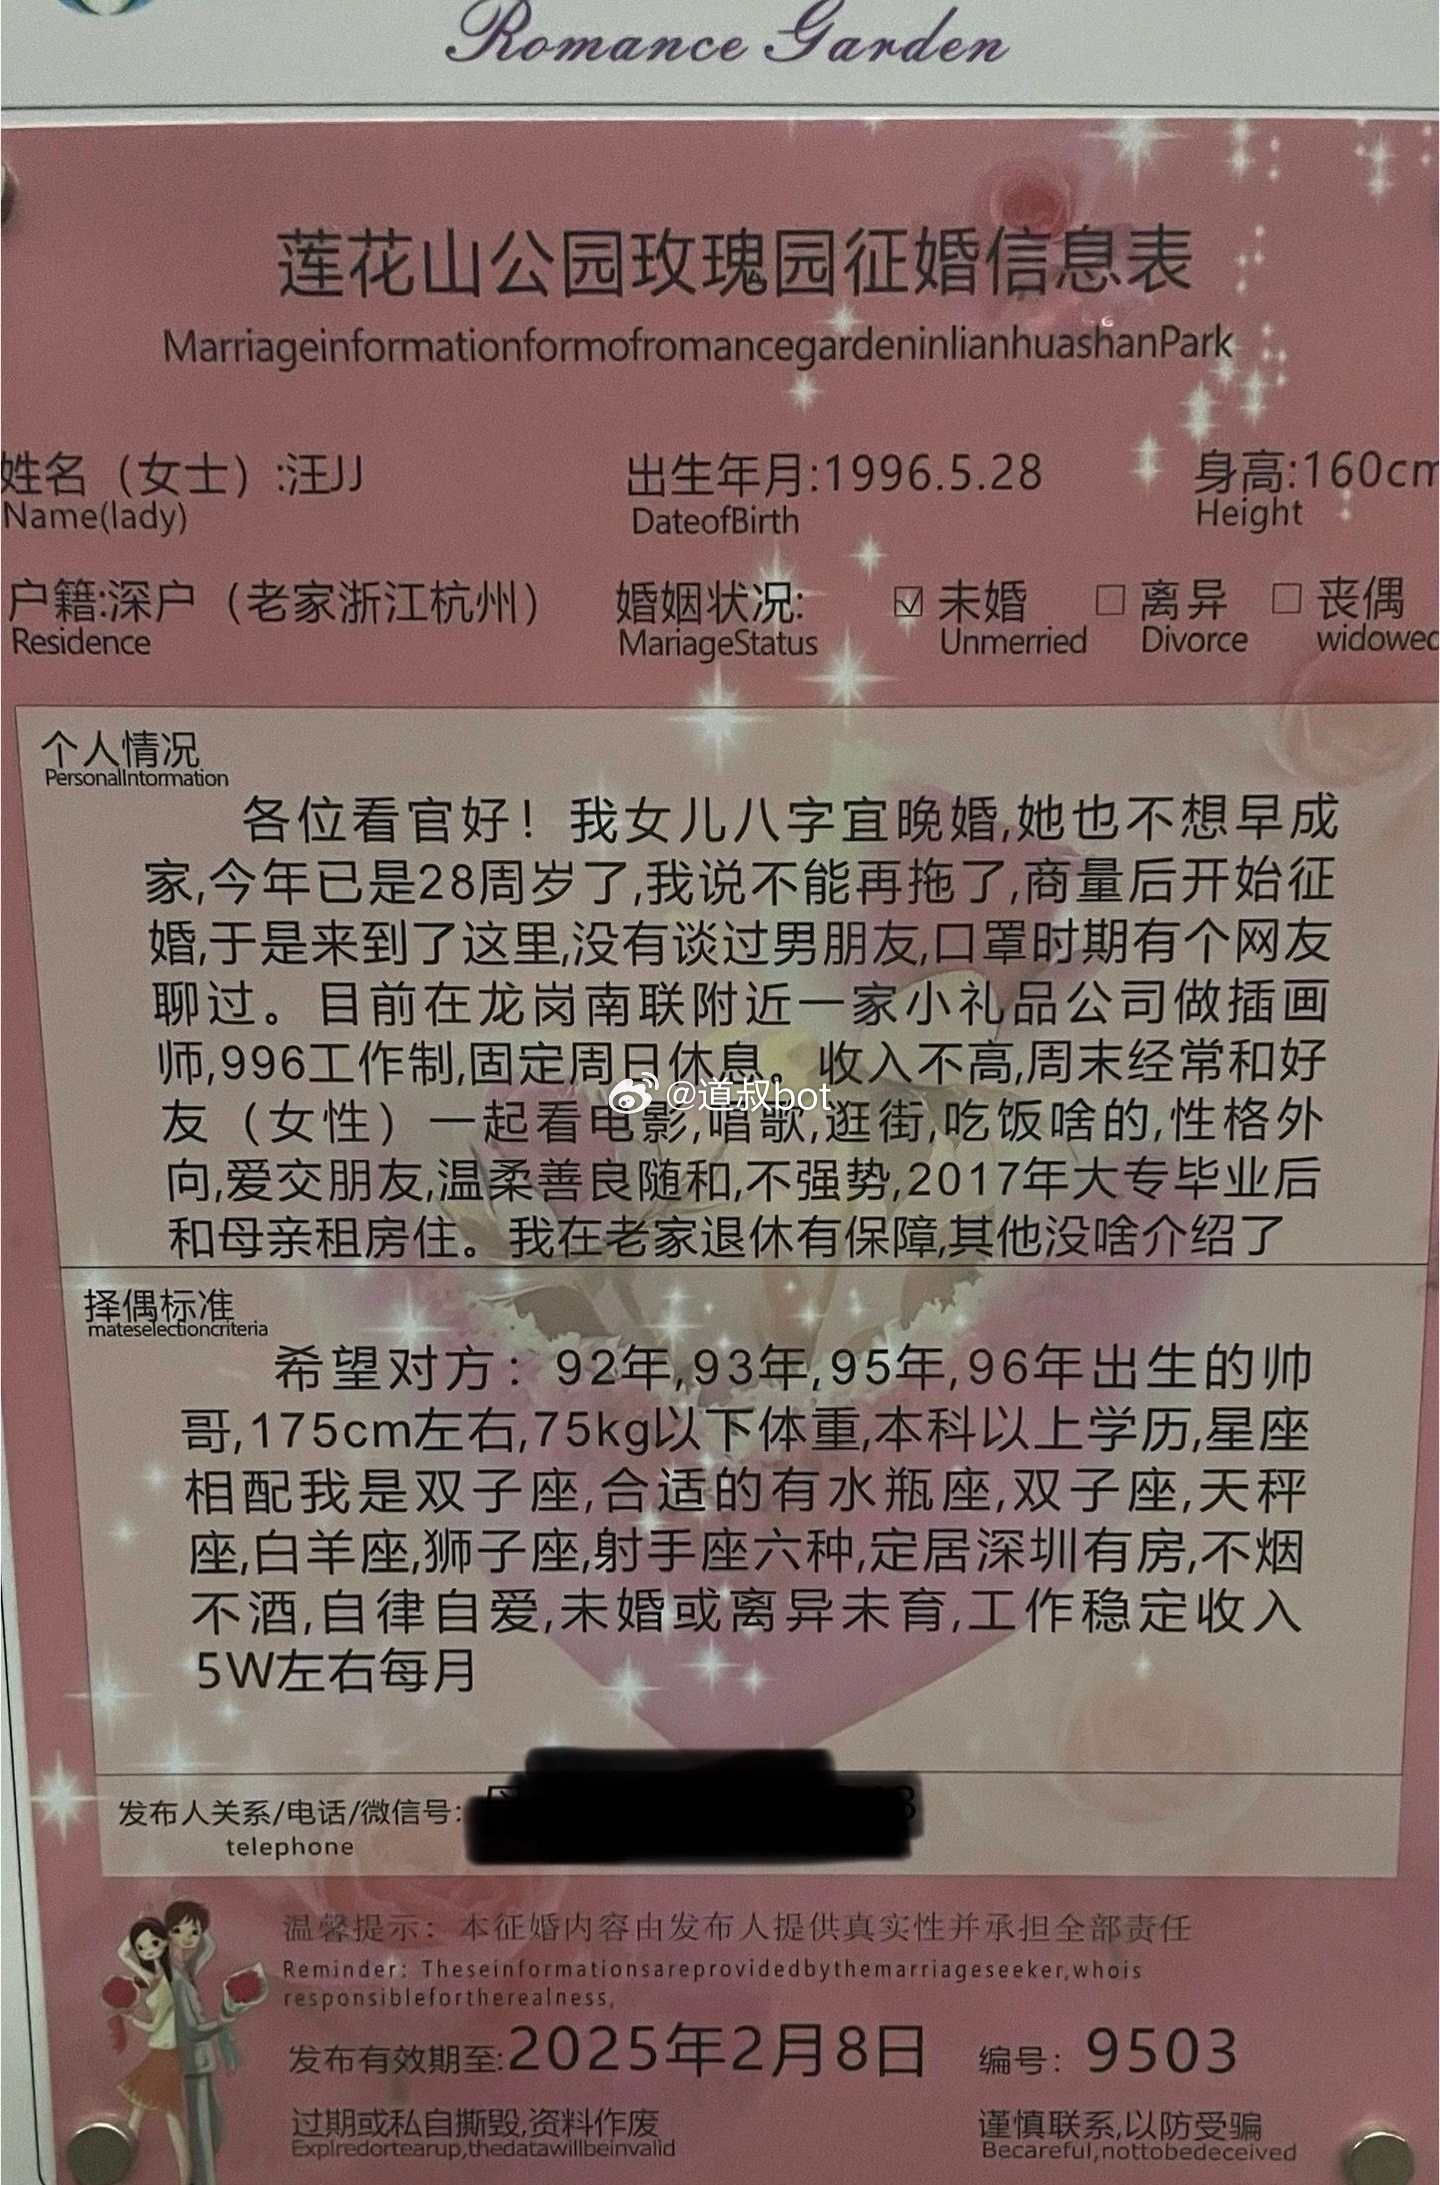 Romance Garden
莲花山公园玫瑰园征婚信息表
MarriageinformationformofromancegardeninlianhuashanPark
姓名（女士）:汪JJ 出生年月:1996.5.28 身高:160cm
Name(lady) DateofBirth Height
户籍:深户（老家浙江杭州） 婚姻状况: ☑ 未婚 □ 离异 □ 丧偶
Residence MariageStatus Unmerried Divorce widowed
个人情况
PersonalIntormation
各位看官好！我女儿八字宜晚婚,她也不想早成
家,今年已是28周岁了,我说不能再拖了,商量后开始征
婚,于是来到了这里,没有谈过男朋友,口罩时期有个网友
聊过。目前在龙岗南联附近一家小礼品公司做插画
师,996工作制,固定周日休息。收入不高,周末经常和好
@道叔bot
友（女性）一起看电影,唱歌,逛街,吃饭啥的,性格外
向,爱交朋友,温柔善良随和,不强势,2017年大专毕业后
和母亲租房住。我在老家退休有保障,其他没啥介绍了
择偶标准
mateselectioncriteria
希望对方：92年,93年,95年,96年出生的帅
哥,175cm左右,75kg以下体重,本科以上学历,星座
相配我是双子座,合适的有水瓶座,双子座,天秤
座,白羊座,狮子座,射手座六种,定居深圳有房,不烟
不酒,自律自爱,未婚或离异未育,工作稳定收入
5W左右每月
发布人关系/电话/微信号:
telephone
温馨提示：本征婚内容由发布人提供真实性并承担全部责任
Reminder: Theseinformationsareprovidedbythemarriageseeker,whois
responsiblefortherealness,
发布有效期至:2025年2月8日 编号：9503
过期或私自撕毁,资料作废 谨慎联系,以防受骗
Explredortearup,thedatawillbeinvalid Becareful,nottobedeceived